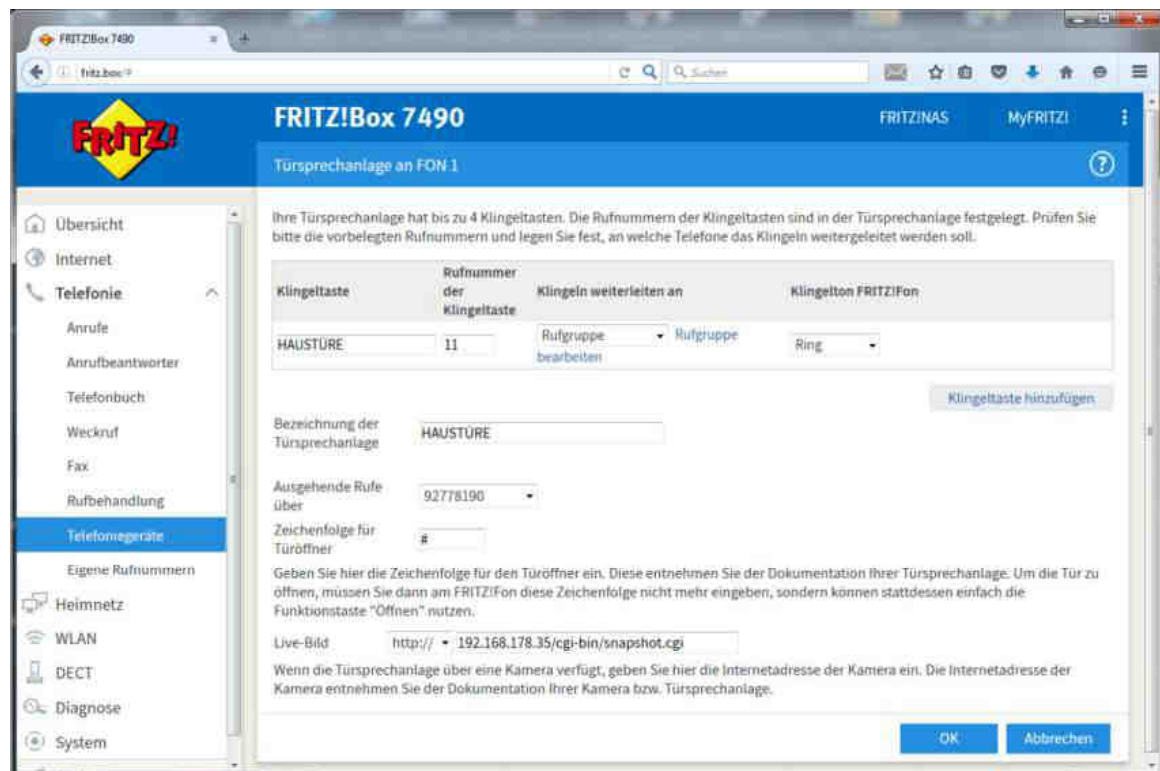 FRITZ!Box 7490
fritz.box/#
Suchen
FRITZ!
FRITZ!Box 7490
FRITZ!NAS
MyFRITZ!
Türsprechanlage an FON 1
Übersicht
Internet
Telefonie
Anrufe
Anrufbeantworter
Telefonbuch
Weckruf
Fax
Rufbehandlung
Telefoniegeräte
Eigene Rufnummern
Heimnetz
WLAN
DECT
Diagnose
System
Ihre Türsprechanlage hat bis zu 4 Klingeltasten. Die Rufnummern der Klingeltasten sind in der Türsprechanlage festgelegt. Prüfen Sie
bitte die vorbelegten Rufnummern und legen Sie fest, an welche Telefone das Klingeln weitergeleitet werden soll.
Klingeltaste
Rufnummer
der
Klingeltaste
Klingeln weiterleiten an
Klingelton FRITZ!Fon
HAUSTÜRE
11
Rufgruppe
Rufgruppe
bearbeiten
Ring
Klingeltaste hinzufügen
Bezeichnung der
Türsprechanlage
HAUSTÜRE
Ausgehende Rufe
über
92778190
Zeichenfolge für
Türöffner
#
Geben Sie hier die Zeichenfolge für den Türöffner ein. Diese entnehmen Sie der Dokumentation Ihrer Türsprechanlage. Um die Tür zu
öffnen, müssen Sie dann am FRITZ!Fon diese Zeichenfolge nicht mehr eingeben, sondern können stattdessen einfach die
Funktionstaste "Öffnen" nutzen.
Live-Bild
http://
192.168.178.35/cgi-bin/snapshot.cgi
Wenn die Türsprechanlage über eine Kamera verfügt, geben Sie hier die Internetadresse der Kamera ein. Die Internetadresse der
Kamera entnehmen Sie der Dokumentation Ihrer Kamera bzw. Türsprechanlage.
OK
Abbrechen